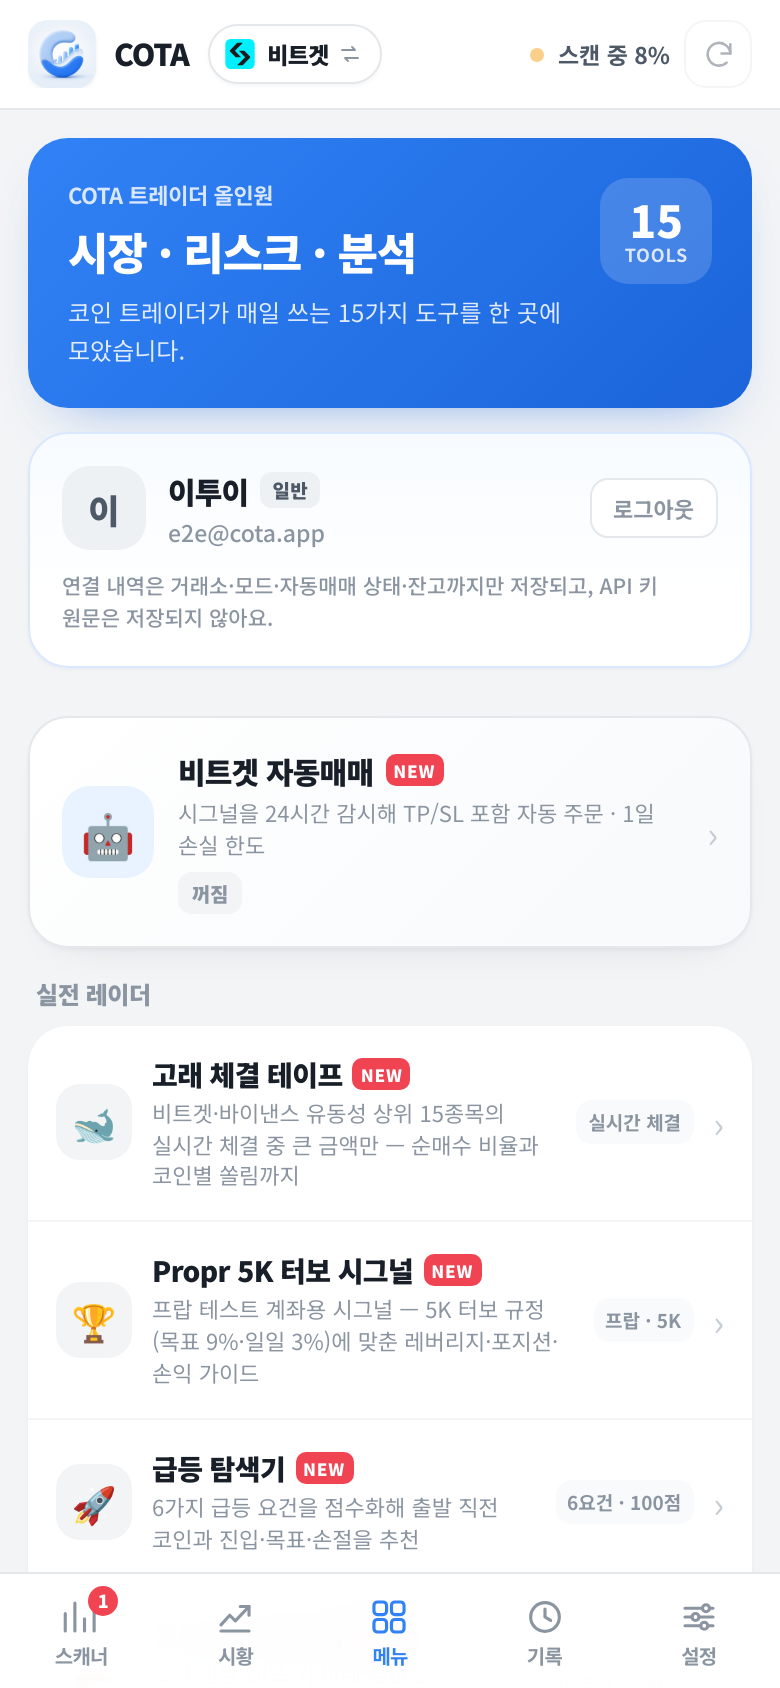 COTA
비트겟
스캔 중 8%
COTA 트레이더 올인원
시장 · 리스크 · 분석
15
TOOLS
코인 트레이더가 매일 쓰는 15가지 도구를 한 곳에
모았습니다.
이
이투이
일반
e2e@cota.app
로그아웃
연결 내역은 거래소·모드·자동매매 상태·잔고까지만 저장되고, API 키
원문은 저장되지 않아요.
비트겟 자동매매
NEW
시그널을 24시간 감시해 TP/SL 포함 자동 주문 · 1일
손실 한도
꺼짐
실전 레이더
고래 체결 테이프
NEW
비트겟·바이낸스 유동성 상위 15종목의
실시간 체결 중 큰 금액만 — 순매수 비율과
코인별 쏠림까지
실시간 체결
Propr 5K 터보 시그널
NEW
프랍 테스트 계좌용 시그널 — 5K 터보 규정
(목표 9%·일일 3%)에 맞춘 레버리지·포지션·
손익 가이드
프랍 · 5K
급등 탐색기
NEW
6가지 급등 요건을 점수화해 출발 직전
코인과 진입·목표·손절을 추천
6요건 · 100점
1
스캐너
시황
메뉴
기록
설정